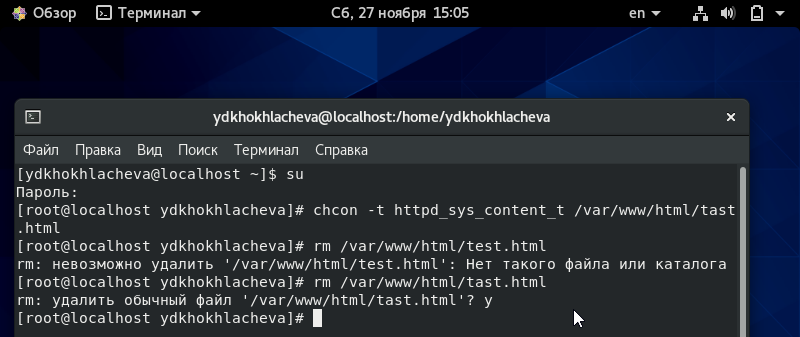 Обзор Терминал Сб, 27 ноября 15:05 en
ydkhokhlacheva@localhost:/home/ydkhokhlacheva
Файл Правка Вид Поиск Терминал Справка
[ydkhokhlacheva@localhost ~]$ su
Пароль:
[root@localhost ydkhokhlacheva]# chcon -t httpd_sys_content_t /var/www/html/tast
.html
[root@localhost ydkhokhlacheva]# rm /var/www/html/test.html
rm: невозможно удалить '/var/www/html/test.html': Нет такого файла или каталога
[root@localhost ydkhokhlacheva]# rm /var/www/html/tast.html
rm: удалить обычный файл '/var/www/html/tast.html'? y
[root@localhost ydkhokhlacheva]#